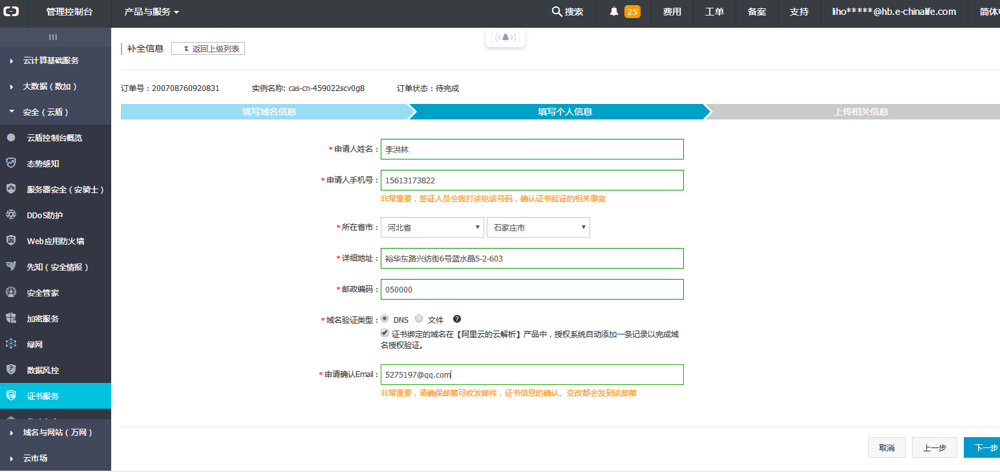 管理控制台 产品与服务 搜索 25 费用 工单 备案 支持 liho*****@hb.e-chinalife.com 简体
补全信息 返回上级列表
云计算基础服务
大数据（数加）
安全（云盾）
云盾控制台概览
态势感知
服务器安全（安骑士）
DDoS防护
Web应用防火墙
先知（安全情报）
安全管家
加密服务
绿网
数据风控
证书服务
域名与网站（万网）
云市场
订单号：200708760920831 实例名称: cas-cn-459022scv0g8 订单状态：待完成
填写域名信息 填写个人信息 上传相关信息
*申请人姓名： 李洪林
*申请人手机号： 15613173822
非常重要，签证人员会拨打该电话号码，确认证书验证的相关事宜
*所在省市： 河北省 石家庄市
*详细地址： 裕华东路兴纺街6号蓝水晶5-2-603
*邮政编码： 050000
*域名验证类型： DNS 文件 ?
证书绑定的域名在【阿里云的云解析】产品中，授权系统自动添加一条记录以完成域
名授权验证。
*申请确认Email： 5275197@qq.com
非常重要，请确保邮箱可收发邮件，证书信息的确认、变改都会发到该邮箱
取消 上一步 下一步